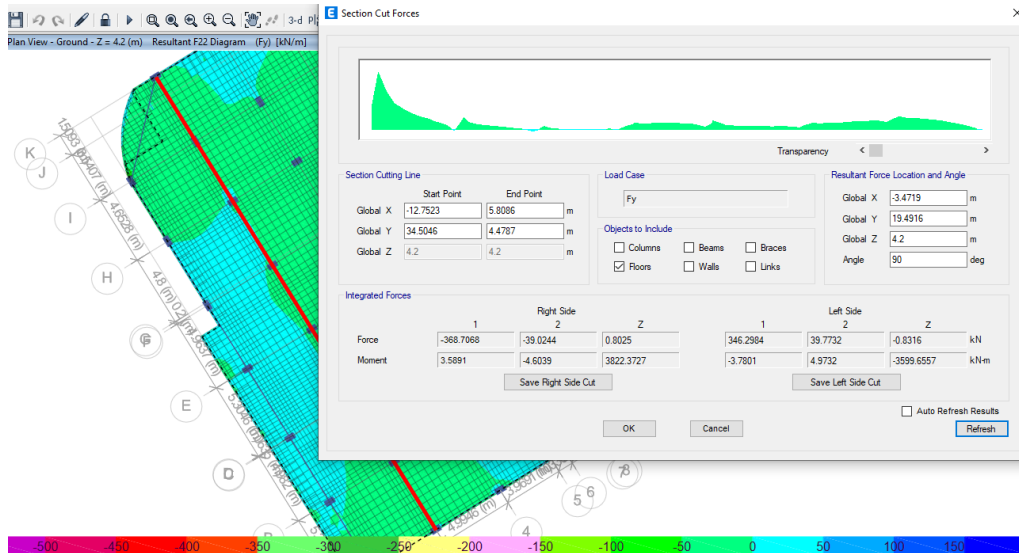 3-d
Plan View - Ground - Z = 4.2 (m)   Resultant F22 Diagram   (Fy)  [kN/m]
Section Cut Forces
Transparency
<
>
Section Cutting Line
Start Point   End Point
Global X   -12.7523   5.8086   m
Global Y   34.5046   4.4787   m
Global Z   4.2   4.2   m
Load Case
Fy
Objects to Include
Columns   Beams   Braces
Floors   Walls   Links
Resultant Force Location and Angle
Global X   -3.4719   m
Global Y   19.4916   m
Global Z   4.2   m
Angle   90   deg
Integrated Forces
Right Side   Left Side
1   2   Z   1   2   Z
Force   -368.7068   -39.0244   0.8025   346.2984   39.7732   -0.8316   kN
Moment   3.5891   -4.6039   3822.3727   -3.7801   4.9732   -3599.6557   kN-m
Save Right Side Cut   Save Left Side Cut
Auto Refresh Results
OK   Cancel   Refresh
K
J
I
H
E
4.6528 (m)
4.8 (m)
5
6
4
-500   -450   -400   -350   -300   -250   -200   -150   -100   -50   0   50   100   150